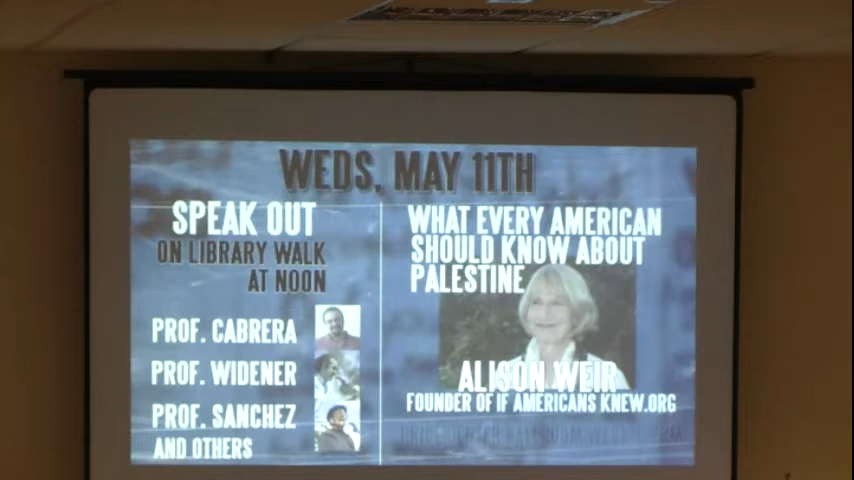 WEDS, MAY 11TH
SPEAK OUT
ON LIBRARY WALK
AT NOON
PROF. CABRERA
PROF. WIDENER
PROF. SANCHEZ
AND OTHERS
WHAT EVERY AMERICAN
SHOULD KNOW ABOUT
PALESTINE
ALISON WEIR
FOUNDER OF IF AMERICANS KNEW.ORG